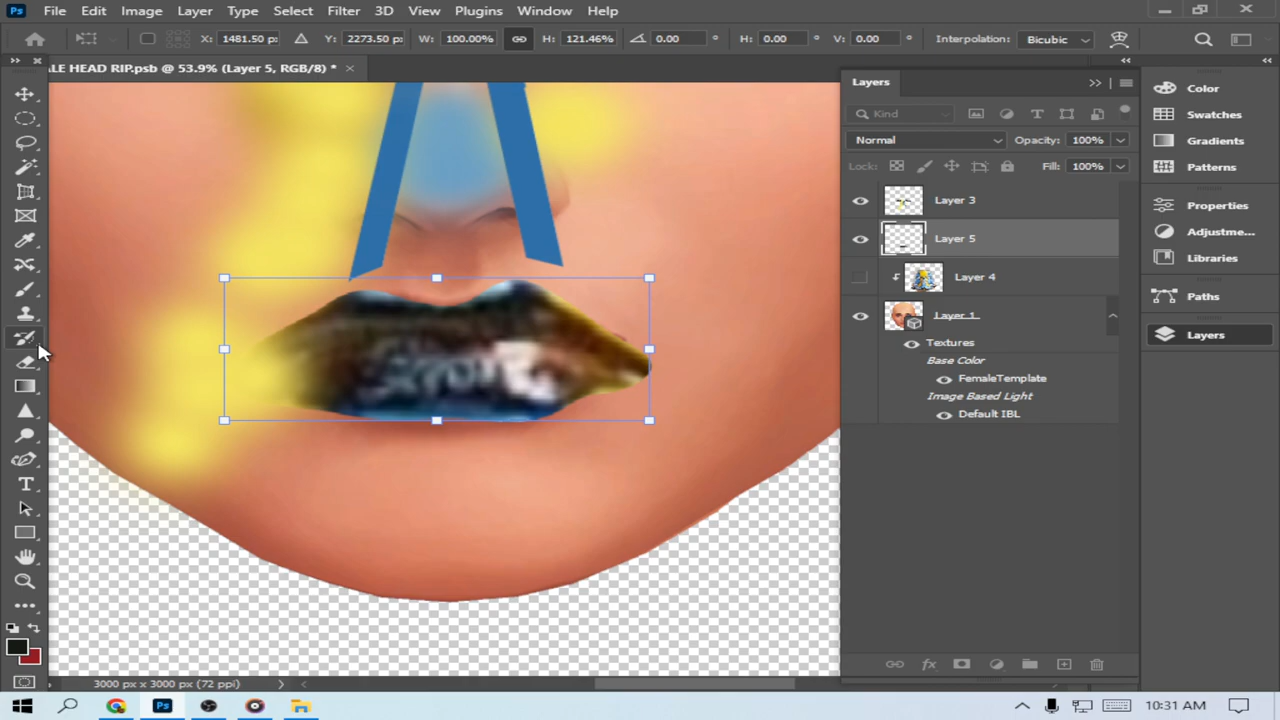 Ps File Edit Image Layer Type Select Filter 3D View Plugins Window Help
X: 1481.50 p: Y: 2273.50 p: W: 100.00% H: 121.46% 0.00 ° H: 0.00 ° V: 0.00 ° Interpolation: Bicubic
LE HEAD RIP.psb @ 53.9% (Layer 5, RGB/8) *
Layers
Kind
Normal Opacity: 100%
Lock: Fill: 100%
Layer 3
Layer 5
Layer 4
Layer 1
Textures
Base Color
FemaleTemplate
Image Based Light
Default IBL
Color
Swatches
Gradients
Patterns
Properties
Adjustme...
Libraries
Paths
Layers
3000 px x 3000 px (72 ppi)
Ps
10:31 AM